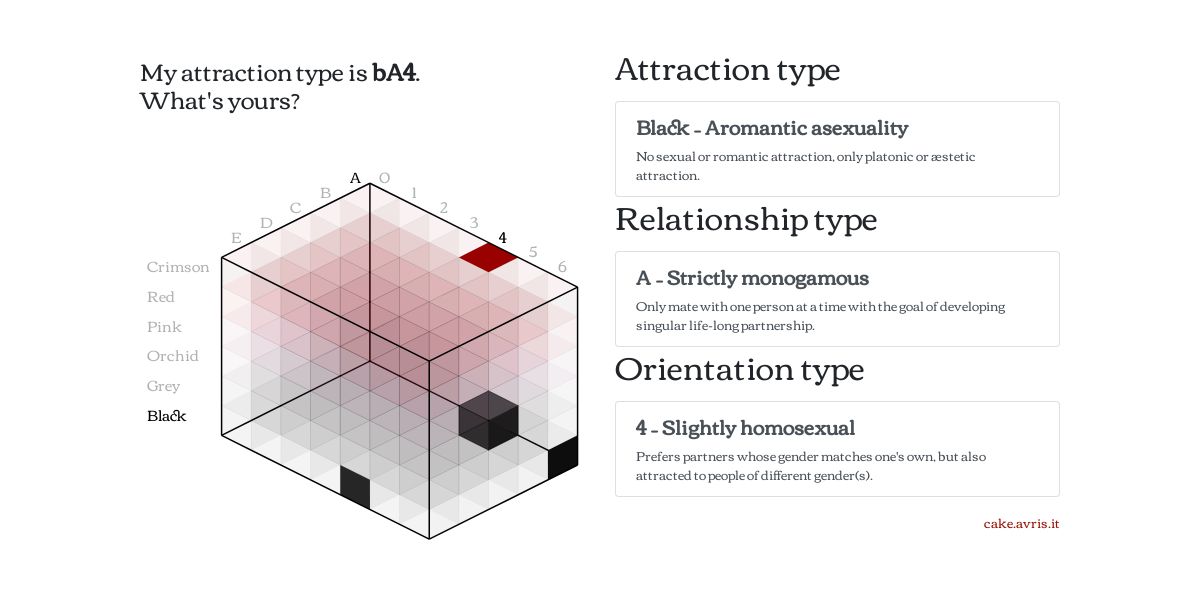 My attraction type is bA4.
What's yours?
A
O
B
1
C
2
D
3
E
4
5
6
Crimson
Red
Pink
Orchid
Grey
Black
Attraction type
Black – Aromantic asexuality
No sexual or romantic attraction, only platonic or æstetic
attraction.
Relationship type
A – Strictly monogamous
Only mate with one person at a time with the goal of developing
singular life-long partnership.
Orientation type
4 – Slightly homosexual
Prefers partners whose gender matches one's own, but also
attracted to people of different gender(s).
cake.avris.it